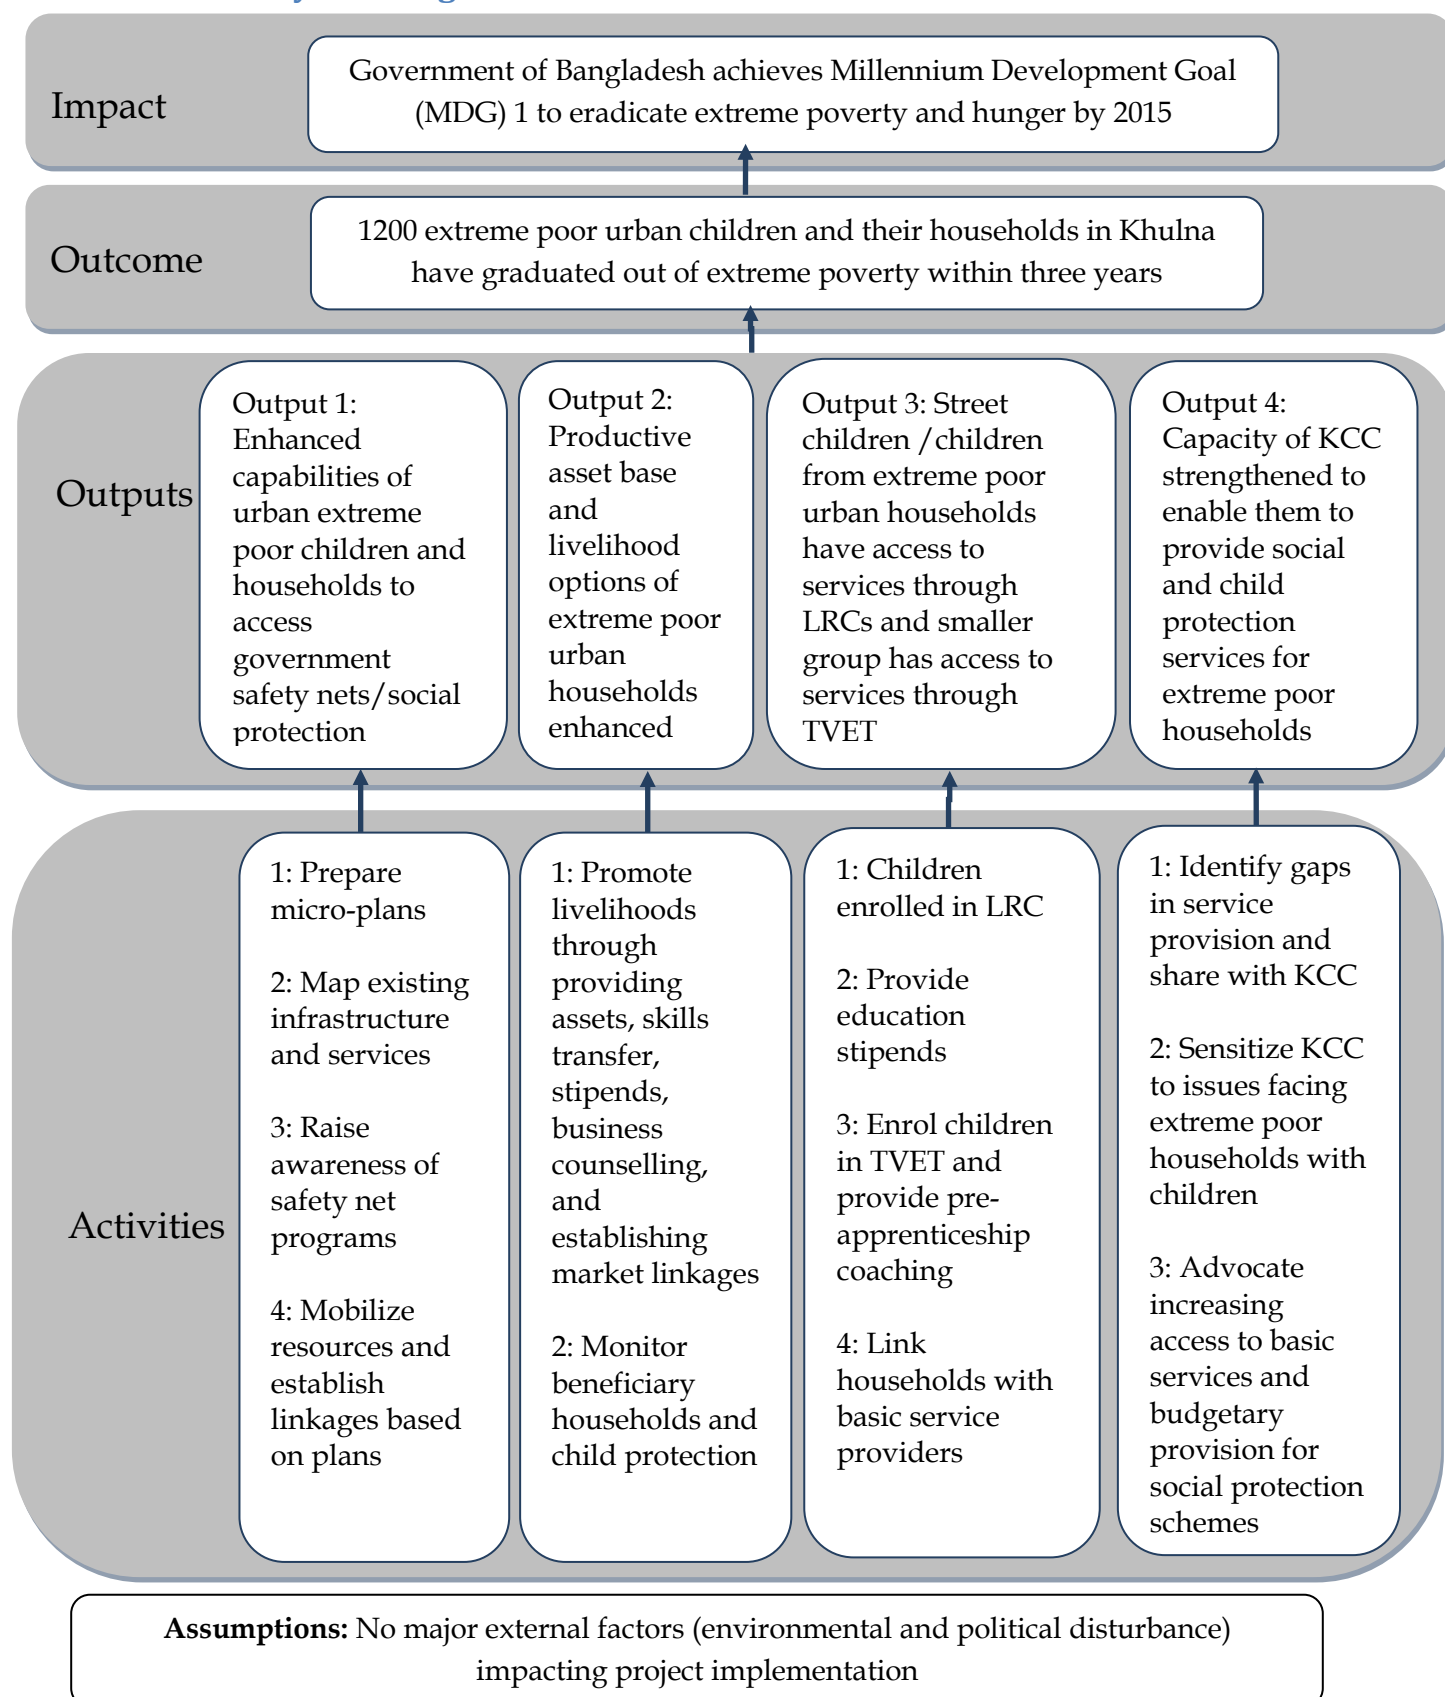 Impact
Government of Bangladesh achieves Millennium Development Goal
(MDG) 1 to eradicate extreme poverty and hunger by 2015
Outcome
1200 extreme poor urban children and their households in Khulna
have graduated out of extreme poverty within three years
Outputs
Output 1:
Enhanced
capabilities of
urban extreme
poor children and
households to
access
government
safety nets/social
protection
Output 2:
Productive
asset base
and
livelihood
options of
extreme poor
urban
households
enhanced
Output 3: Street
children /children
from extreme poor
urban households
have access to
services through
LRCs and smaller
group has access to
services through
TVET
Output 4:
Capacity of KCC
strengthened to
enable them to
provide social
and child
protection
services for
extreme poor
households
Activities
1: Prepare
micro-plans
2: Map existing
infrastructure
and services
3: Raise
awareness of
safety net
programs
4: Mobilize
resources and
establish
linkages based
on plans
1: Promote
livelihoods
through
providing
assets, skills
transfer,
stipends,
business
counselling,
and
establishing
market linkages
2: Monitor
beneficiary
households and
child protection
1: Children
enrolled in LRC
2: Provide
education
stipends
3: Enrol children
in TVET and
provide pre-
apprenticeship
coaching
4: Link
households with
basic service
providers
1: Identify gaps
in service
provision and
share with KCC
2: Sensitize KCC
to issues facing
extreme poor
households with
children
3: Advocate
increasing
access to basic
services and
budgetary
provision for
social protection
schemes
Assumptions: No major external factors (environmental and political disturbance)
impacting project implementation